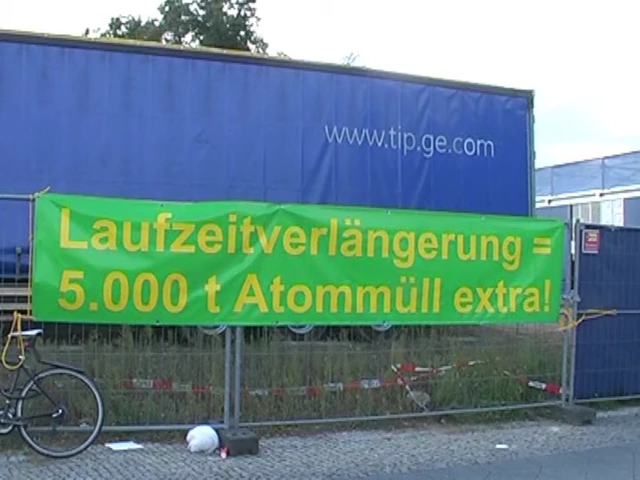 www.tip.ge.com
Laufzeitverlängerung =
5.000 t Atommüll extra!